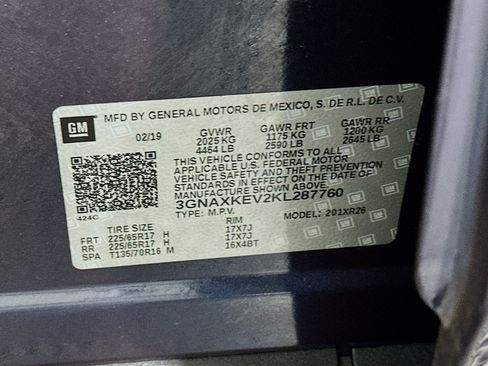 GM
MFD BY GENERAL MOTORS DE MEXICO, S. DE R.L. DE C.V.
02/19 GVWR GAWR FRT GAWR RR
2025 KG 1175 KG 1200 KG
4464 LB 2590 LB 2645 LB
THIS VEHICLE CONFORMS TO ALL
APPLICABLE U.S. FEDERAL MOTOR
VEHICLE SAFETY AND THEFT PREVENTION
STANDARDS IN EFFECT ON THE DATE OF
MANUFACTURE SHOWN ABOVE.
3GNAXKEV2KL287760
424C
TYPE: M.P.V. MODEL: 201XR26
TIRE SIZE RIM
FRT 225/65R17 H 17X7J
RR 225/65R17 H 17X7J
SPA T135/70R16 M 16X4BT